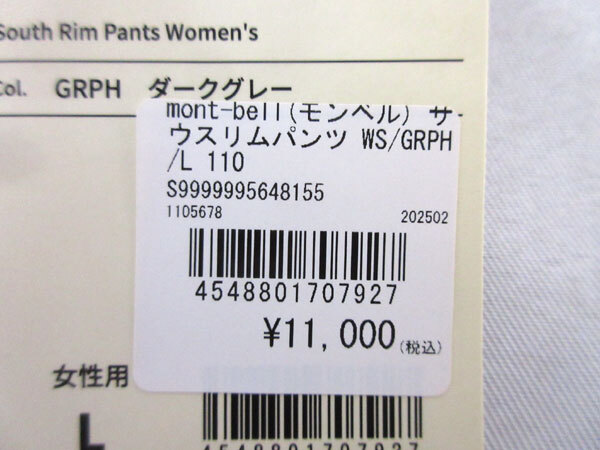 South Rim Pants Women's
Col. GRPH ダークグレー
mont-bell(モンベル) サ
ウスリムパンツ WS/GRPH
/L 110
S9999995648155
1105678 202502
4548801707927
¥11,000(税込)
女性用
L
4548801707927